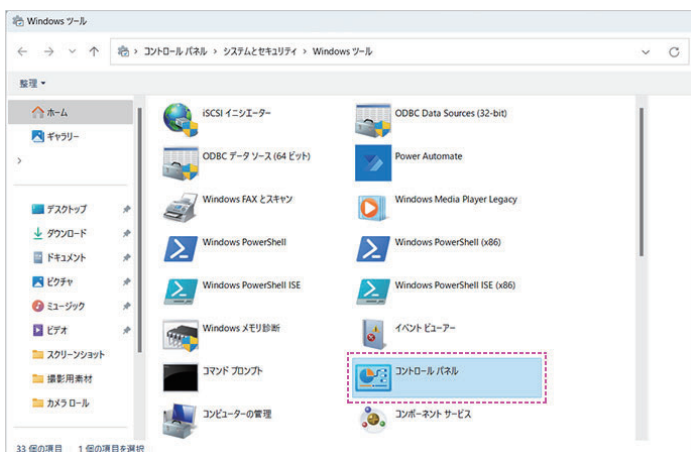 Windows ツール
コントロール パネル › システムとセキュリティ › Windows ツール
整理
ホーム
ギャラリー
デスクトップ
ダウンロード
ドキュメント
ピクチャ
ミュージック
ビデオ
スクリーンショット
撮影用素材
カメラ ロール
iSCSI イニシエーター
ODBC Data Sources (32-bit)
ODBC データ ソース (64 ビット)
Power Automate
Windows FAX とスキャン
Windows Media Player Legacy
Windows PowerShell
Windows PowerShell (x86)
Windows PowerShell ISE
Windows PowerShell ISE (x86)
Windows メモリ診断
イベント ビューアー
コマンド プロンプト
コントロール パネル
コンピューターの管理
コンポーネント サービス
33 個の項目 1 個の項目を選択